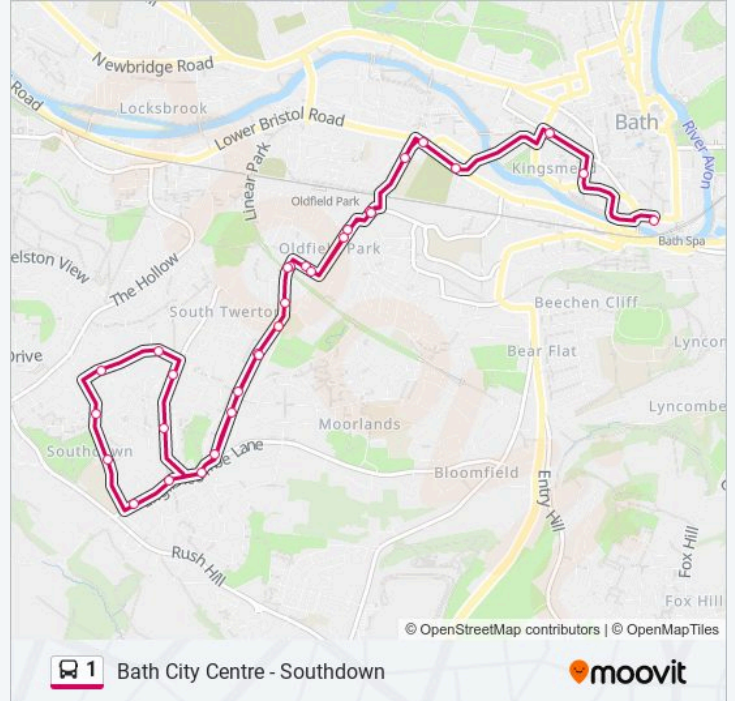 Newbridge Road
Road
Locksbrook
Lower Bristol Road
Bath
River Avon
Linear Park
Kingsmead
Oldfield Park
Oldfield Park
Bath Spa
elston View
The Hollow
South Twerton
Beechen Cliff
Lyncom
Bear Flat
Drive
Lyncombe
Moorlands
Southdown
Lane
Bloomfield
Entry Hill
Rush Hill
Fox Hill
Fox Hill
© OpenStreetMap contributors | © OpenMapTiles
1 Bath City Centre - Southdown
moovit